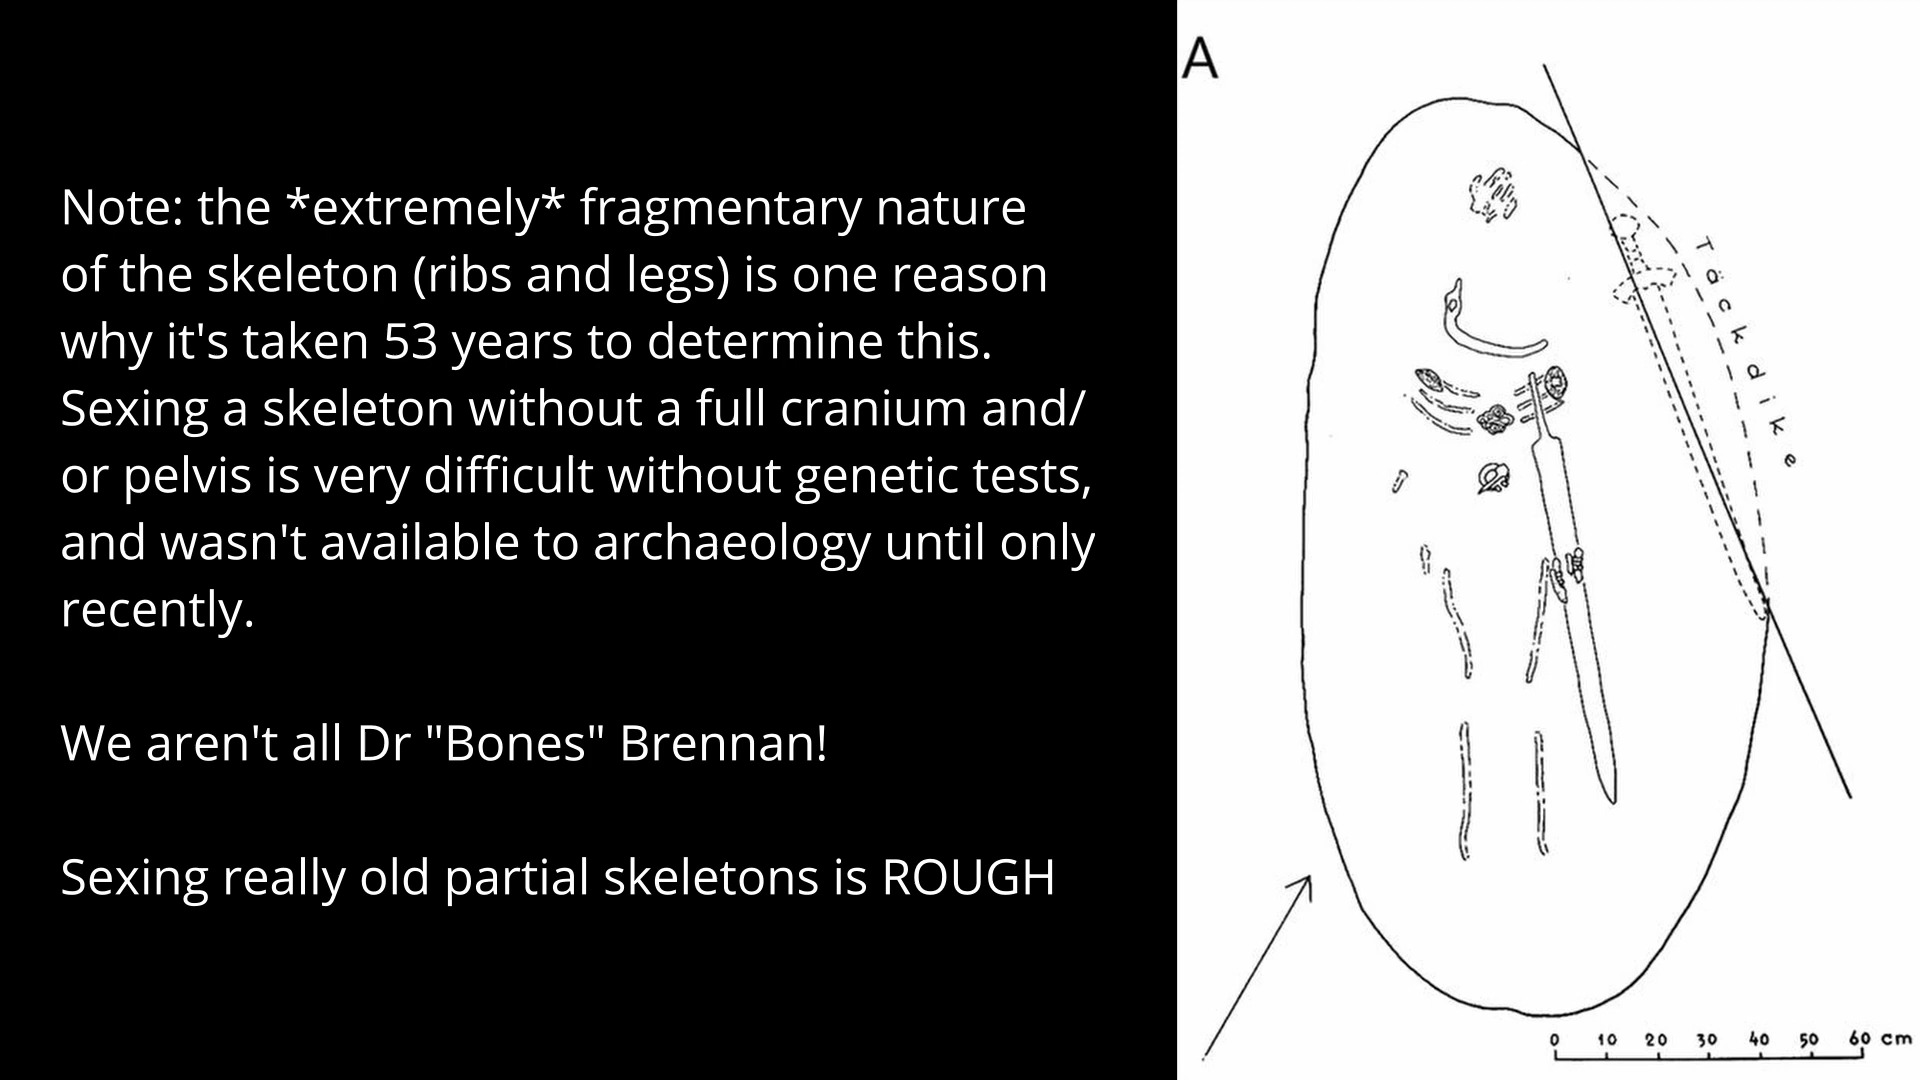 Note: the *extremely* fragmentary nature
of the skeleton (ribs and legs) is one reason
why it's taken 53 years to determine this.
Sexing a skeleton without a full cranium and/
or pelvis is very difficult without genetic tests,
and wasn't available to archaeology until only
recently.
We aren't all Dr "Bones" Brennan!
Sexing really old partial skeletons is ROUGH
A
Täckdike
0 10 20 30 40 50 60 cm